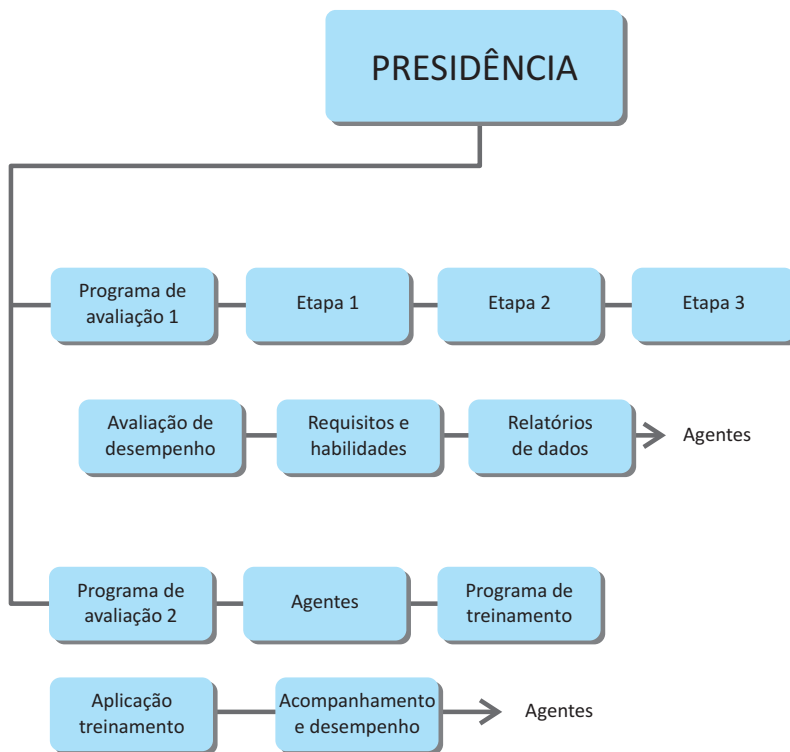 PRESIDÊNCIA
Programa de
avaliação 1
Etapa 1
Etapa 2
Etapa 3
Avaliação de
desempenho
Requisitos e
habilidades
Relatórios
de dados
Agentes
Programa de
avaliação 2
Agentes
Programa de
treinamento
Aplicação
treinamento
Acompanhamento
e desempenho
Agentes